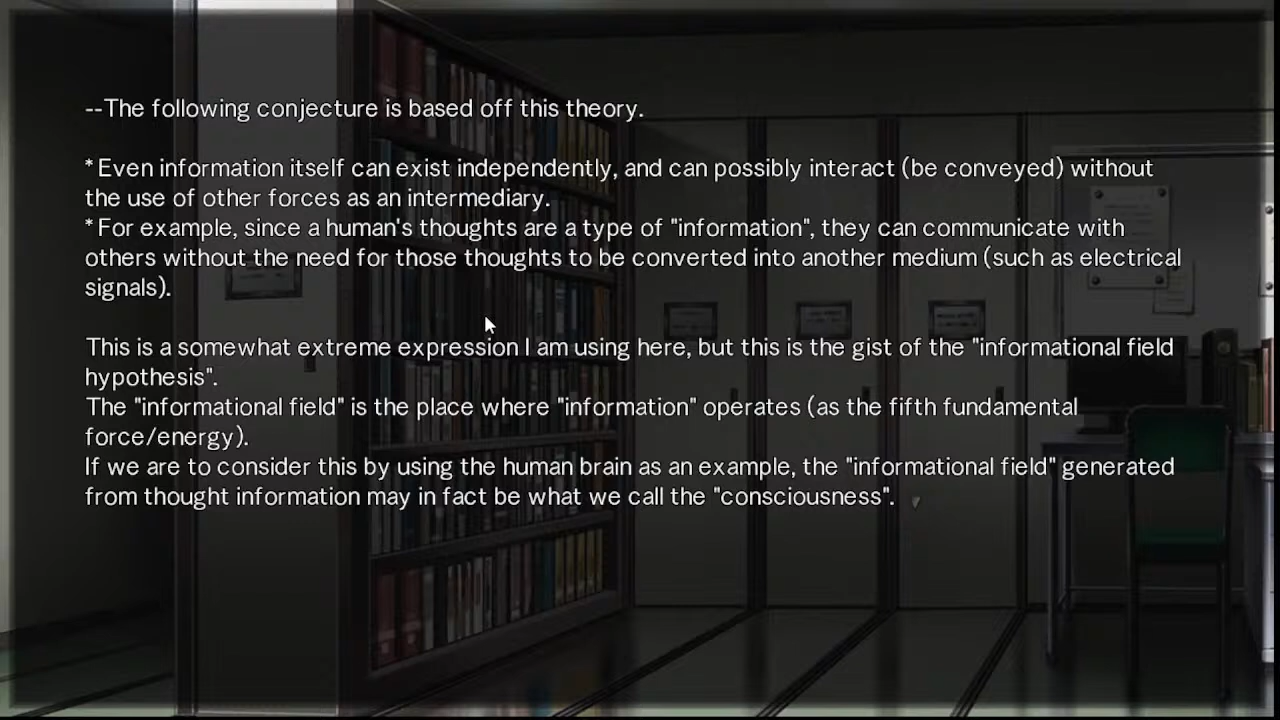 --The following conjecture is based off this theory.
*Even information itself can exist independently, and can possibly interact (be conveyed) without
the use of other forces as an intermediary.
*For example, since a human's thoughts are a type of "information", they can communicate with
others without the need for those thoughts to be converted into another medium (such as electrical
signals).
This is a somewhat extreme expression I am using here, but this is the gist of the "informational field
hypothesis".
The "informational field" is the place where "information" operates (as the fifth fundamental
force/energy).
If we are to consider this by using the human brain as an example, the "informational field" generated
from thought information may in fact be what we call the "consciousness".